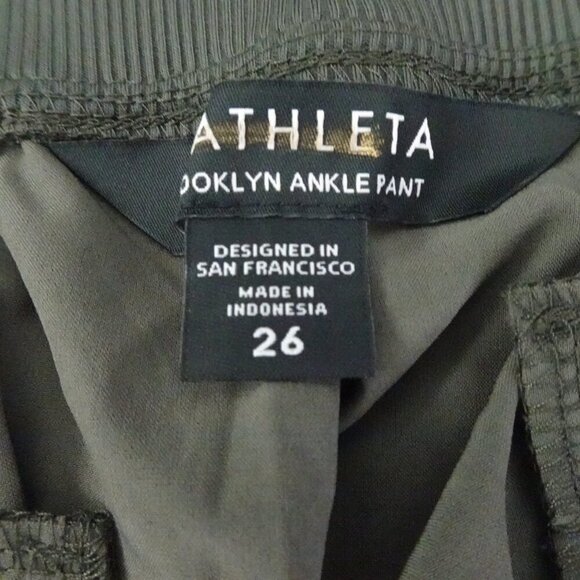 ATHLETA
OOKLYN ANKLE PANT
DESIGNED IN
SAN FRANCISCO
MADE IN
INDONESIA
26